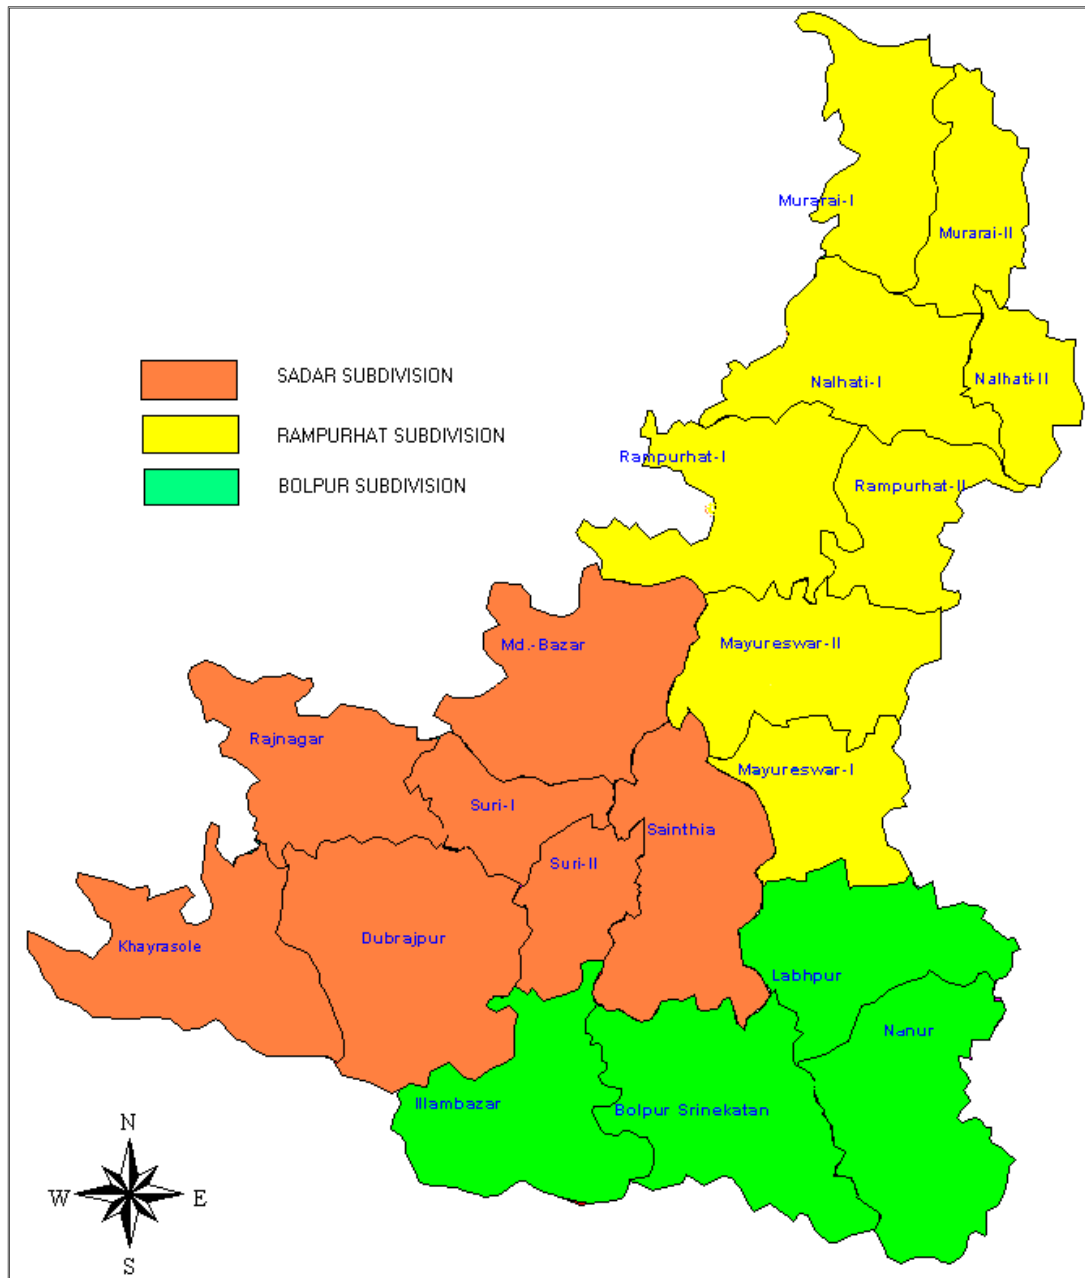 Murarai-I
Murarai-II
SADAR SUBDIVISION
Nalhati-I
Nalhati-II
RAMPURHAT SUBDIVISION
Rampurhat-I
BOLPUR SUBDIVISION
Rampurhat-II
Md.-Bazar
Mayureswar-II
Rajnagar
Mayureswar-I
Suri-I
Sainthia
Suri-II
Khayrasole
Dubrajpur
Labhpur
Nanur
Illambazar
Bolpur Srinekatan
N
W
E
S